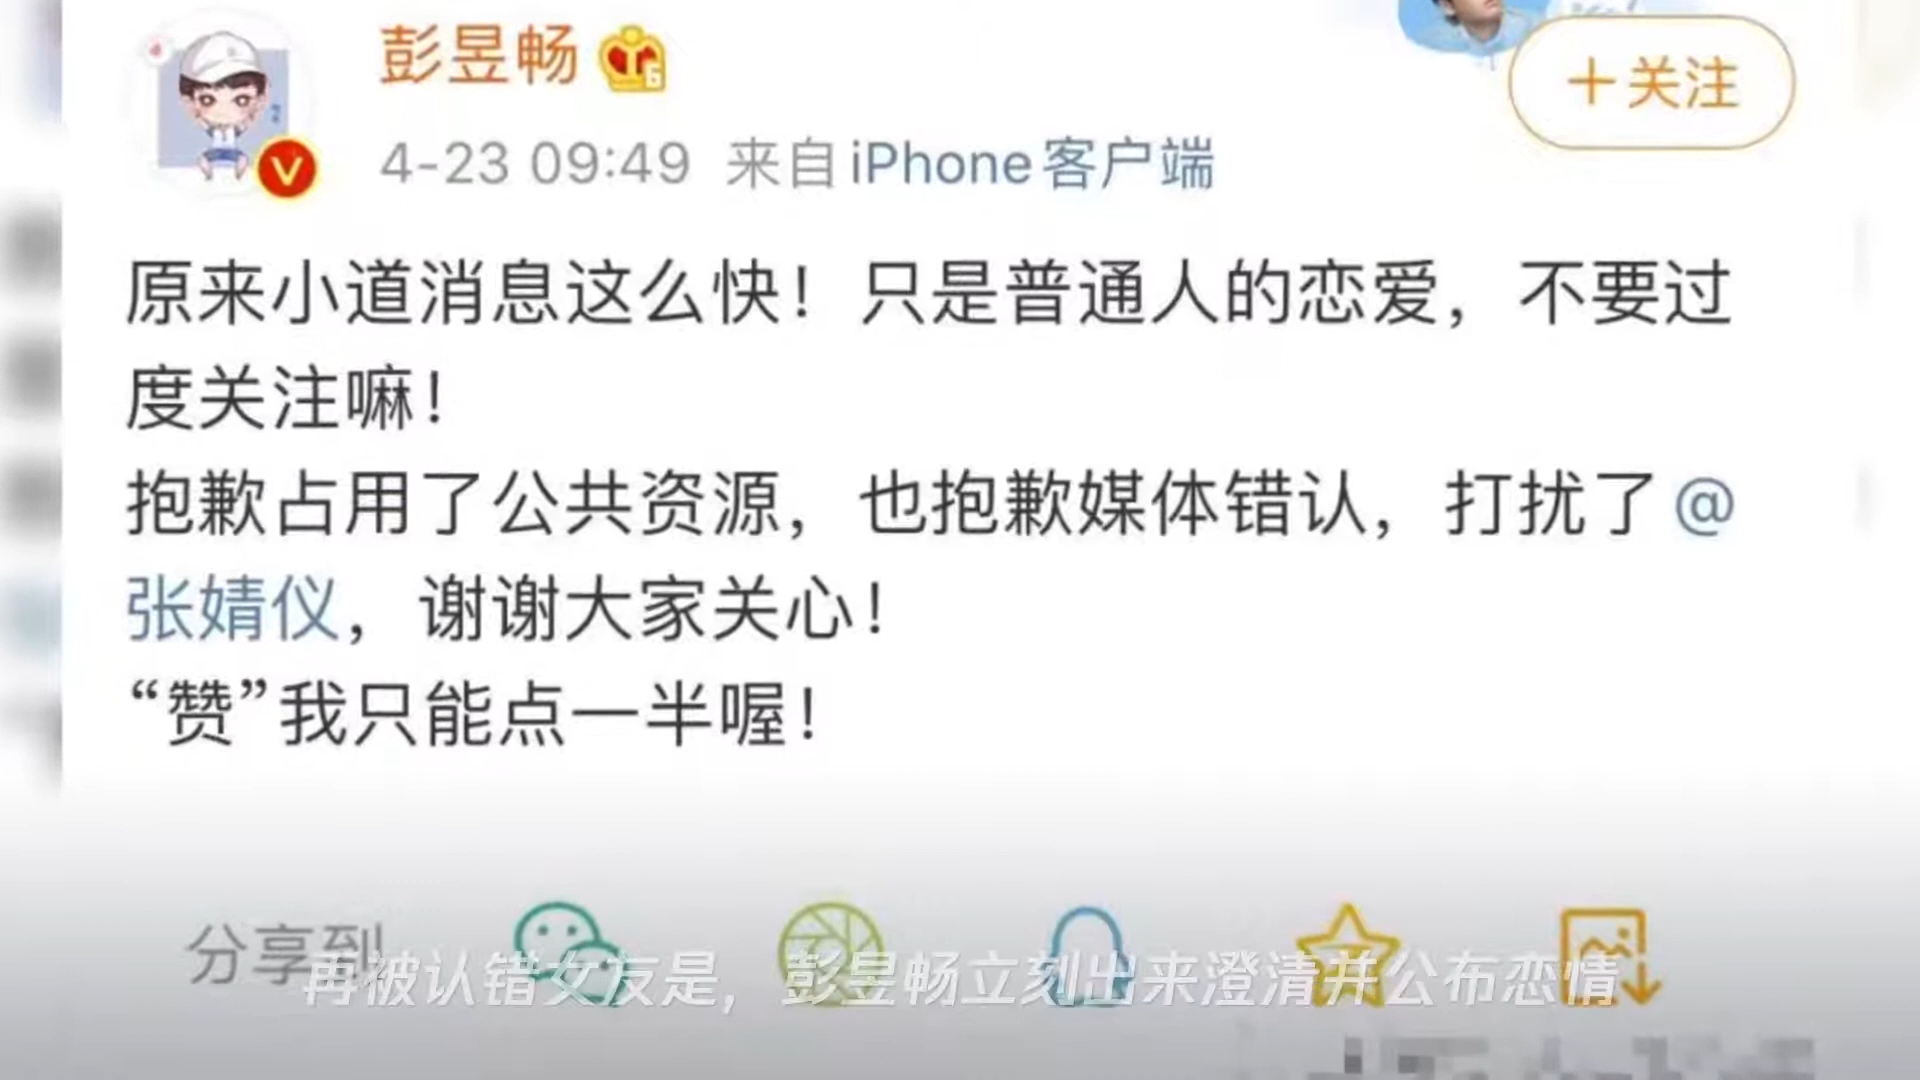 彭昱畅
6
+关注
4-23 09:49 来自 iPhone客户端
原来小道消息这么快！只是普通人的恋爱，不要过
度关注嘛！
抱歉占用了公共资源，也抱歉媒体错认，打扰了@
张婧仪，谢谢大家关心！
“赞”我只能点一半喔！
分享到
再被认错女友是，彭昱畅立刻出来澄清并公布恋情